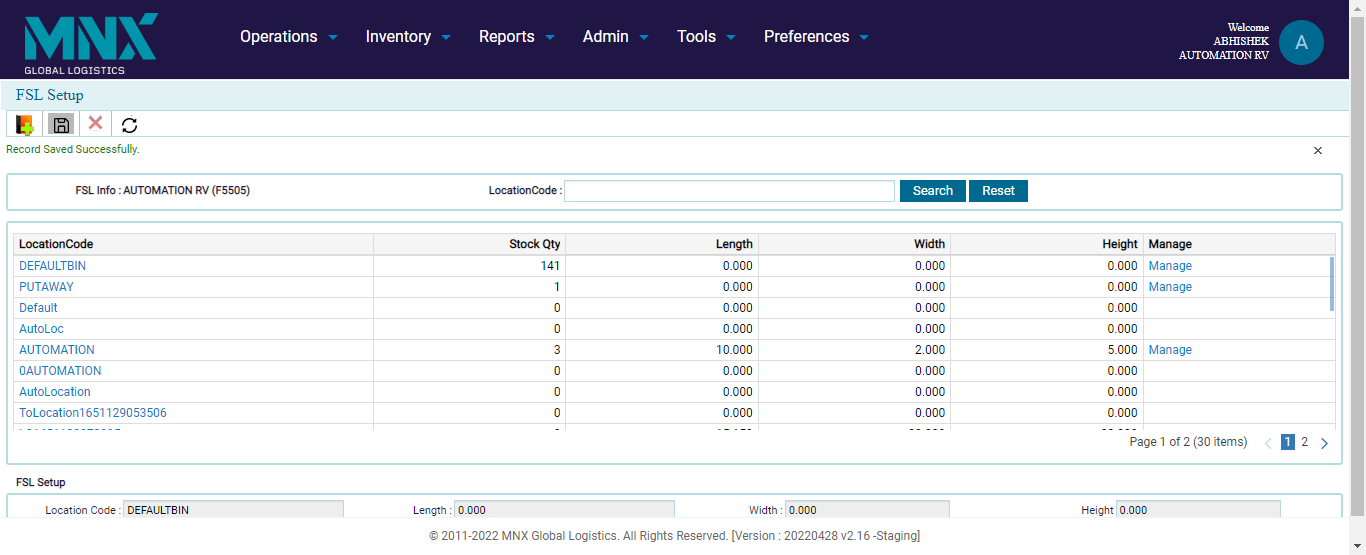 MNX
GLOBAL LOGISTICS
Operations Inventory Reports Admin Tools Preferences
Welcome
ABHISHEK
AUTOMATION RV
A
FSL Setup
Record Saved Successfully.
FSL Info : AUTOMATION RV (F5505) LocationCode : Search Reset
LocationCode Stock Qty Length Width Height Manage
DEFAULTBIN 141 0.000 0.000 0.000 Manage
PUTAWAY 1 0.000 0.000 0.000 Manage
Default 0 0.000 0.000 0.000
AutoLoc 0 0.000 0.000 0.000
AUTOMATION 3 10.000 2.000 5.000 Manage
0AUTOMATION 0 0.000 0.000 0.000
AutoLocation 0 0.000 0.000 0.000
ToLocation1651129053506 0 0.000 0.000 0.000
Page 1 of 2 (30 items) 1 2
FSL Setup
Location Code : DEFAULTBIN Length : 0.000 Width : 0.000 Height 0.000
© 2011-2022 MNX Global Logistics. All Rights Reserved. [Version : 20220428 v2.16 -Staging]